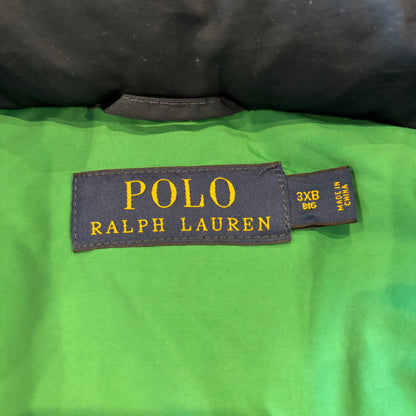 POLO
RALPH LAUREN
3XB
BIG
MADE IN
CHINA